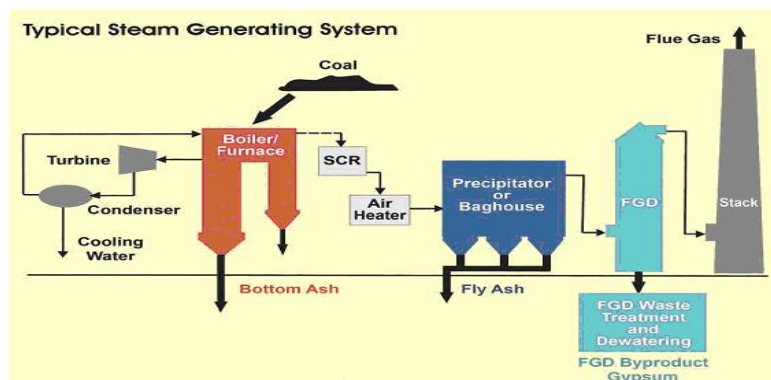 Typical Steam Generating System
Flue Gas
Coal
Boiler/
Furnace
Turbine
SCR
Condenser
Air
Heater
Precipitator
or
Baghouse
FGD
Stack
Cooling
Water
Bottom Ash
Fly Ash
FGD Waste
Treatment
and
Dewatering
FGD Byproduct
Gypsum